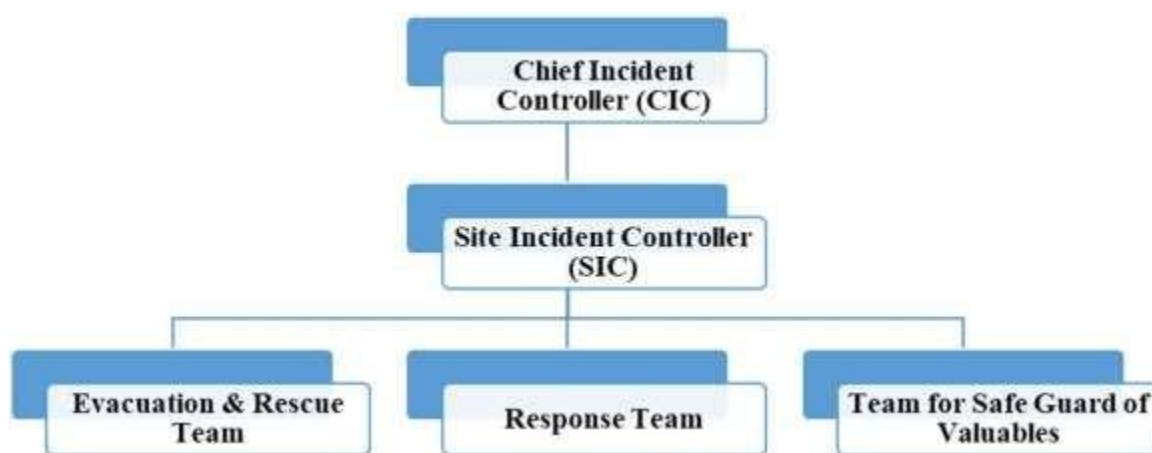 Chief Incident
Controller (CIC)
Site Incident Controller
(SIC)
Evacuation & Rescue
Team
Response Team
Team for Safe Guard of
Valuables